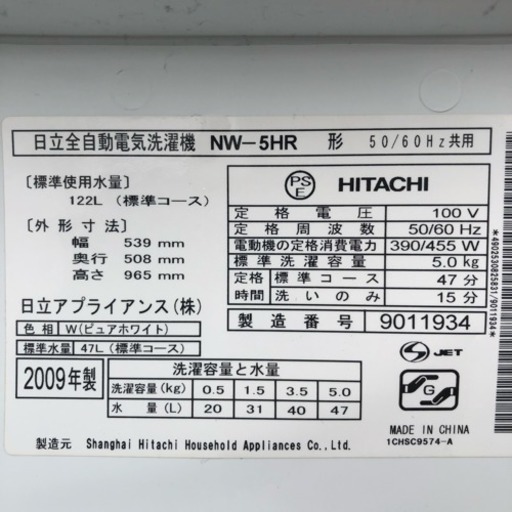 日立全自動電気洗濯機 NW-5HR 形 50/60Hz共用
〔標準使用水量〕
122L (標準コース)
〔外形寸法〕
幅 539 mm
奥行 508 mm
高さ 965 mm
日立アプライアンス(株)
色相 W(ピュアホワイト)
標準水量 47L (標準コース)
PSE HITACHI
定格電圧 100 V
定格周波数 50/60 Hz
電動機の定格消費電力 390/455 W
標準洗濯容量 5.0 kg
定格時間 標準コース 47 分
洗いのみ 15 分
製造番号 9011934
2009年製
洗濯容量と水量
洗濯容量(kg) 0.5 1.5 3.5 5.0
水量(L) 20 31 40 47
S JET
G
MADE IN CHINA
1CHSC9574-A
製造元 Shanghai Hitachi Household Appliances Co.,Ltd.
*4902530825831/9011934*